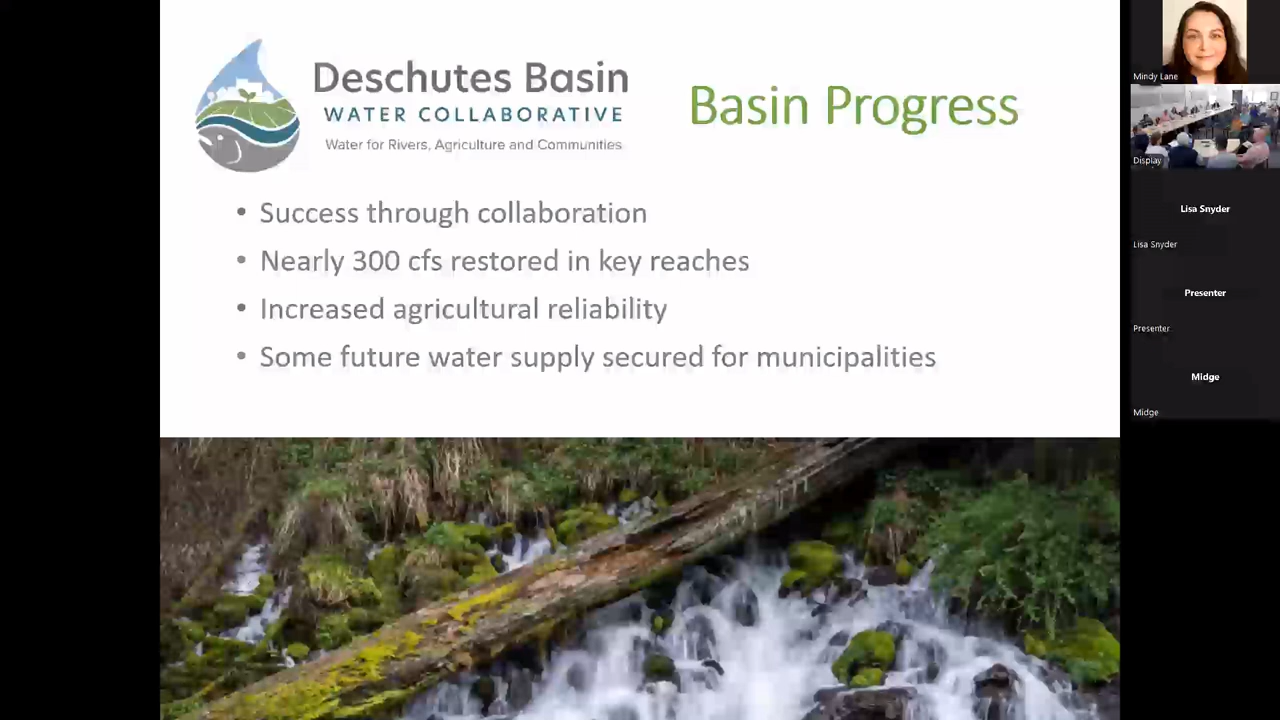 Deschutes Basin
WATER COLLABORATIVE
Water for Rivers, Agriculture and Communities
Basin Progress
• Success through collaboration
• Nearly 300 cfs restored in key reaches
• Increased agricultural reliability
• Some future water supply secured for municipalities
Mindy Lane
Display
Lisa Snyder
Lisa Snyder
Presenter
Presenter
Midge
Midge